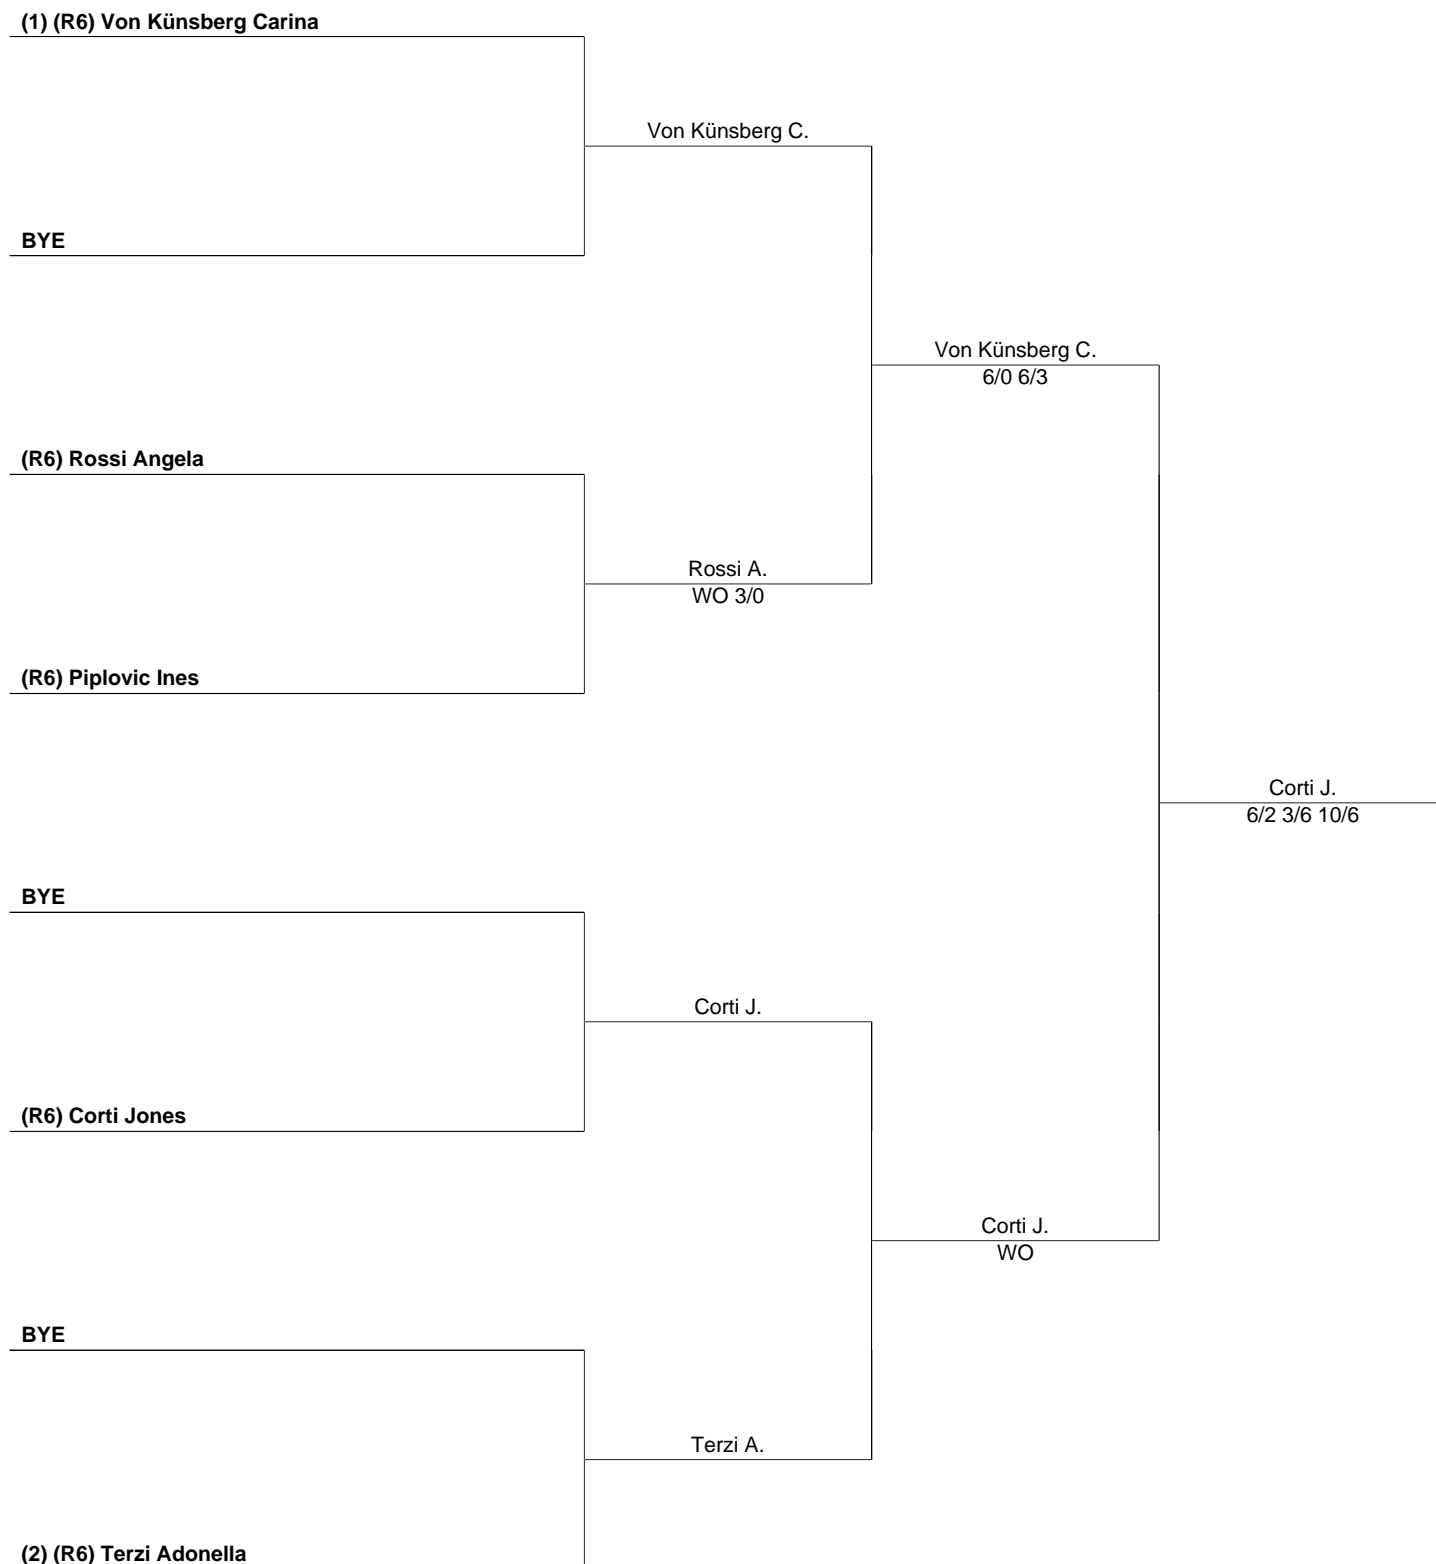 (1) (R6) Von Künsberg Carina
Von Künsberg C.
BYE
Von Künsberg C.
6/0 6/3
(R6) Rossi Angela
Rossi A.
WO 3/0
(R6) Piplovic Ines
Corti J.
6/2 3/6 10/6
BYE
Corti J.
(R6) Corti Jones
Corti J.
WO
BYE
Terzi A.
(2) (R6) Terzi Adonella